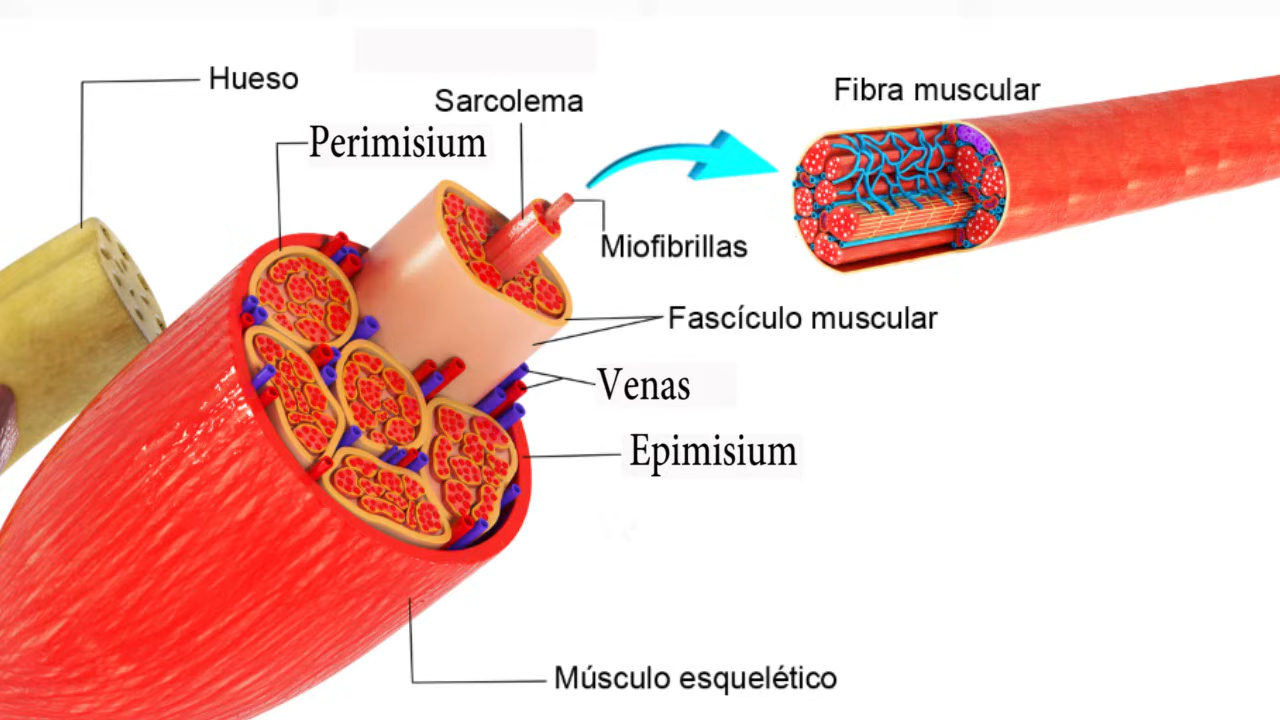 Hueso
Sarcolema
Fibra muscular
Perimisium
Miofibrillas
Fascículo muscular
Venas
Epimisium
Músculo esquelético